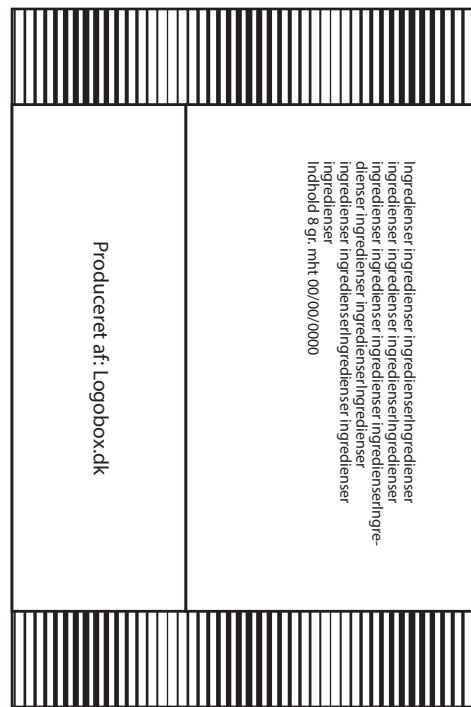 Ingredienser ingredienser ingredienserIngredienser
ingredienser ingredienser ingredienserIngredienser
ingredienser ingredienser ingredienser ingredienserIngre-
dienser ingredienser ingredienserIngredienser
ingredienser ingredienserIngredienser ingredienser
ingredienser
Indhold 8 gr. mht 00/00/0000
Produceret af: Logobox.dk